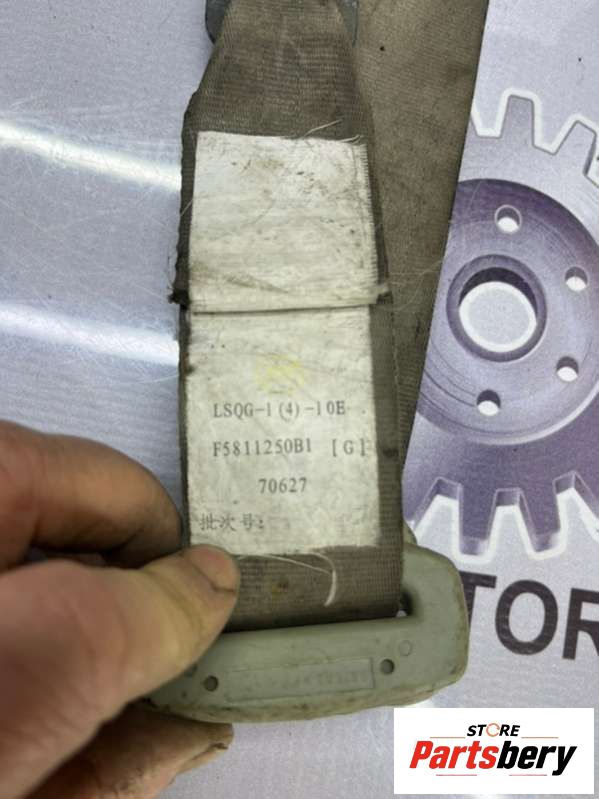 LSQG-1(4)-10E
F5811250B1 [G]
70627
批次号:
TOR
STORE
Partsbery